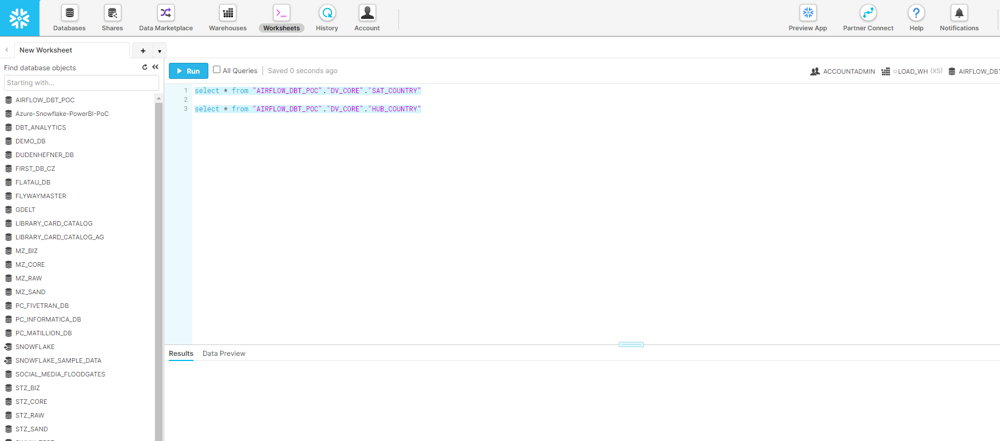 Databases
Shares
Data Marketplace
Warehouses
Worksheets
History
Account
Preview App
Partner Connect
Help
Notifications
New Worksheet
Find database objects
Starting with...
AIRFLOW_DBT_POC
Azure-Snowflake-PowerBI-PoC
DBT_ANALYTICS
DEMO_DB
DUDENHEFNER_DB
FIRST_DB_CZ
FLATAU_DB
FLYWAYMASTER
GDELT
LIBRARY_CARD_CATALOG
LIBRARY_CARD_CATALOG_AG
MZ_BIZ
MZ_CORE
MZ_RAW
MZ_SAND
PC_FIVETRAN_DB
PC_INFORMATICA_DB
PC_MATILLION_DB
SNOWFLAKE
SNOWFLAKE_SAMPLE_DATA
SOCIAL_MEDIA_FLOODGATES
STZ_BIZ
STZ_CORE
STZ_RAW
STZ_SAND
Run All Queries Saved 0 seconds ago
ACCOUNTADMIN LOAD_WH (XS) AIRFLOW_DBT
1 select * from "AIRFLOW_DBT_POC"."DV_CORE"."SAT_COUNTRY"
2
3 select * from "AIRFLOW_DBT_POC"."DV_CORE"."HUB_COUNTRY"
Results Data Preview